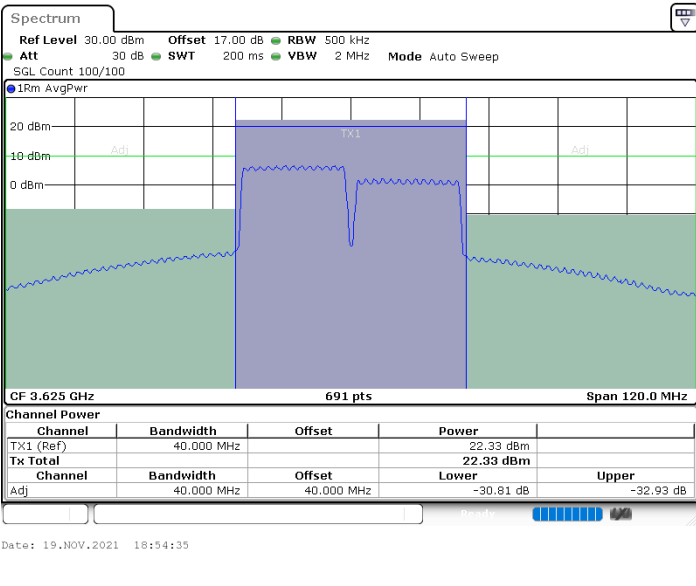 Spectrum
Ref Level 30.00 dBm Offset 17.00 dB RBW 500 kHz
Att 30 dB SWT 200 ms VBW 2 MHz Mode Auto Sweep
SGL Count 100/100
1Rm AvgPwr
20 dBm
TX1
Adj Adj
10 dBm
0 dBm
CF 3.625 GHz 691 pts Span 120.0 MHz
Channel Power
Channel Bandwidth Offset Power
TX1 (Ref) 40.000 MHz 22.33 dBm
Tx Total 22.33 dBm
Channel Bandwidth Offset Lower Upper
Adj 40.000 MHz 40.000 MHz -30.81 dB -32.93 dB
Ready
Date: 19.NOV.2021 18:54:35